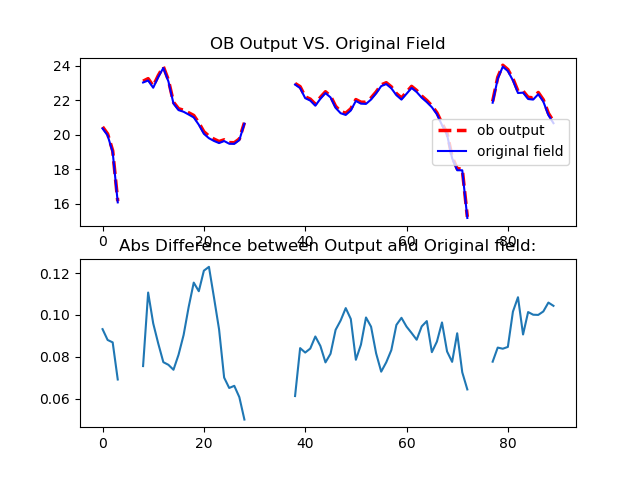 OB Output VS. Original Field
24
22
20
18
16
ob output
original field
0 20 40 60 80
Abs Difference between Output and Original field:
0.12
0.10
0.08
0.06
0 20 40 60 80